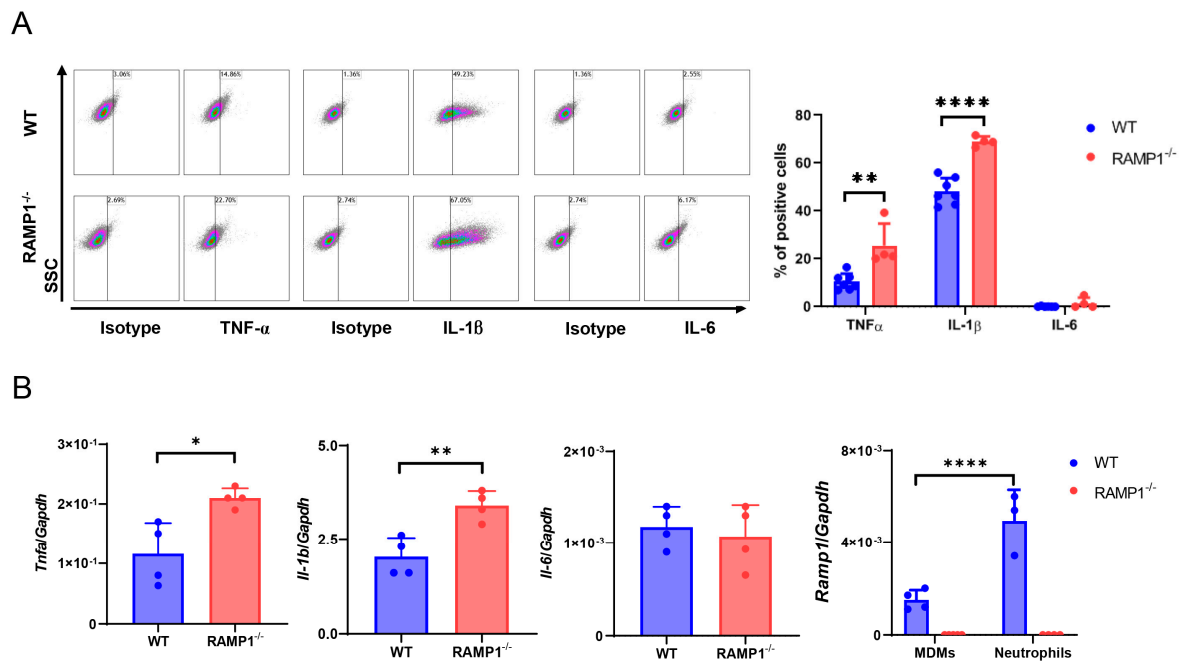 A
3.06%
14.86%
1.36%
49.23%
1.36%
2.55%
WT
2.69%
22.70%
2.74%
67.05%
2.74%
6.17%
RAMP1-/-
SSC
Isotype
TNF-α
Isotype
IL-1β
Isotype
IL-6
% of positive cells
80
60
40
20
0
**
****
TNFα
IL-1β
IL-6
WT
RAMP1-/-
B
Tnfa/Gapdh
3×10-1
2×10-1
1×10-1
0
*
WT
RAMP1-/-
Il-1b/Gapdh
5.0
2.5
0.0
**
WT
RAMP1-/-
Il-6/Gapdh
2×10-3
1×10-3
0
WT
RAMP1-/-
Ramp1/Gapdh
8×10-3
4×10-3
0
****
MDMs
Neutrophils
WT
RAMP1-/-